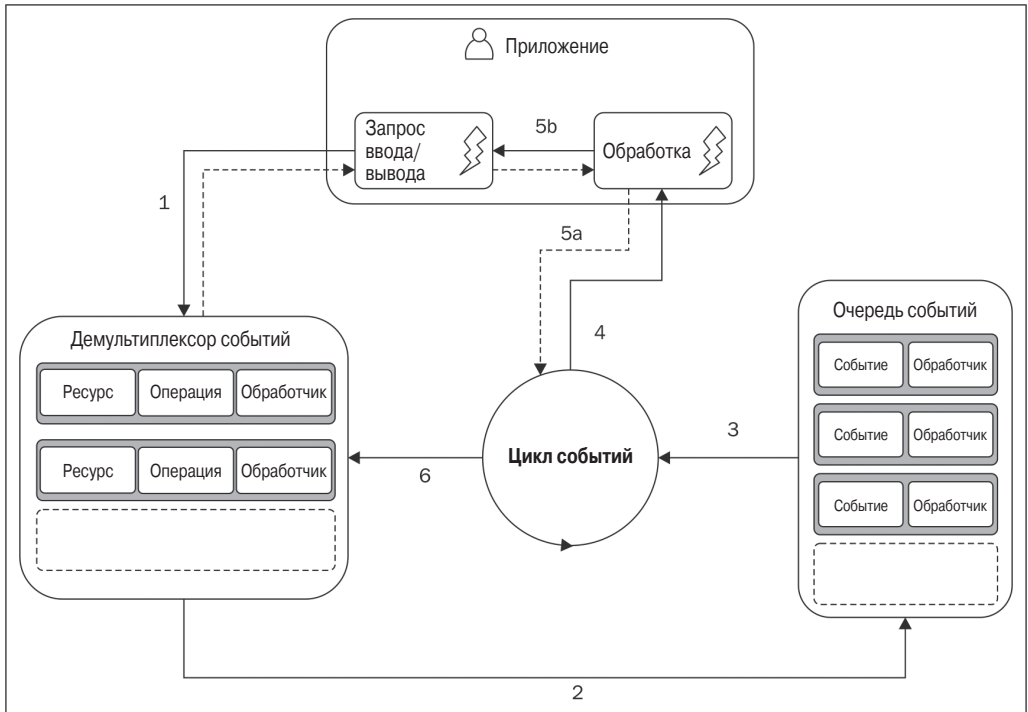 Приложение
Запрос
ввода/
вывода
5b
Обработка
1
5a
4
Демультиплексор событий
Ресурс Операция Обработчик
Ресурс Операция Обработчик
6
Цикл событий
3
Очередь событий
Событие Обработчик
Событие Обработчик
Событие Обработчик
2